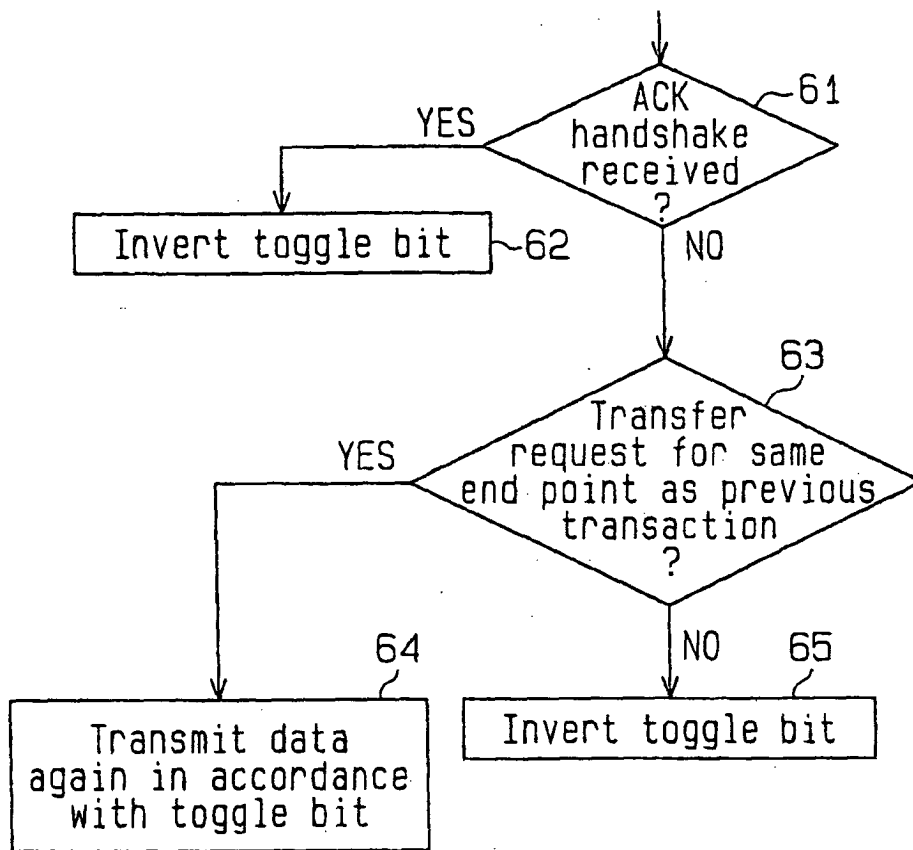 ACK
handshake
received
?
61
YES
Invert toggle bit
62
NO
63
Transfer
request for same
end point as previous
transaction
?
YES
NO
64
Transmit data
again in accordance
with toggle bit
65
Invert toggle bit